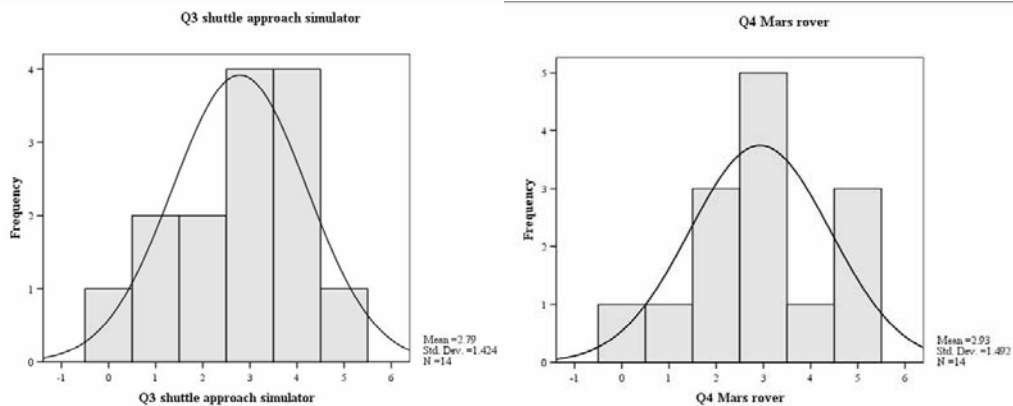 Q3 shuttle approach simulator
Frequency
4
3
2
1
0
-1 0 1 2 3 4 5 6
Q3 shuttle approach simulator
Mean =2.79
Std. Dev. =1.424
N =14
Q4 Mars rover
Frequency
5
4
3
2
1
0
-1 0 1 2 3 4 5 6
Q4 Mars rover
Mean =2.93
Std. Dev. =1.492
N =14